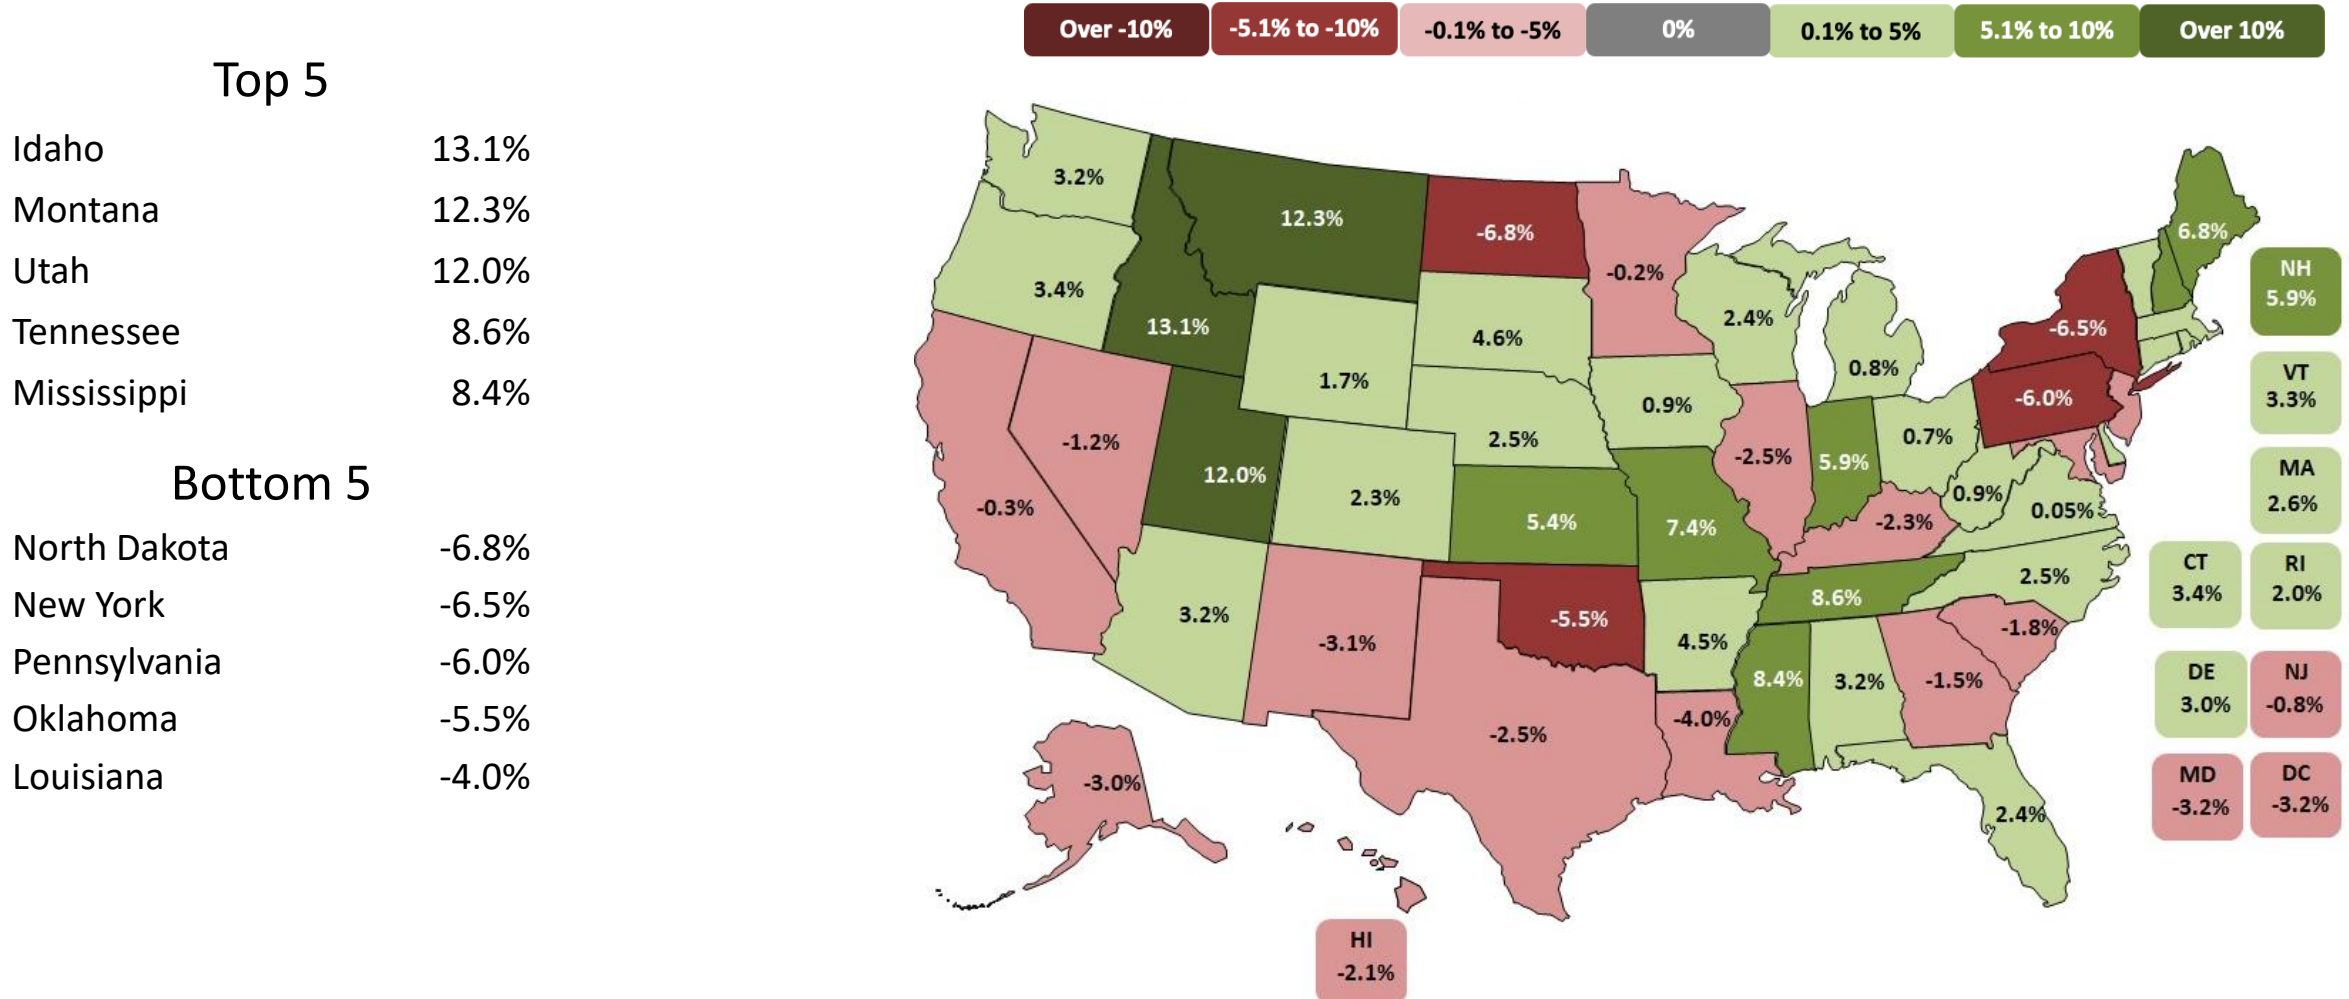 Over -10% -5.1% to -10% -0.1% to -5% 0% 0.1% to 5% 5.1% to 10% Over 10%
Top 5
Idaho 13.1%
Montana 12.3%
Utah 12.0%
Tennessee 8.6%
Mississippi 8.4%
Bottom 5
North Dakota -6.8%
New York -6.5%
Pennsylvania -6.0%
Oklahoma -5.5%
Louisiana -4.0%
3.2%
12.3%
-6.8%
6.8%
-0.2%
3.4%
13.1%
4.6%
2.4%
-6.5%
0.8%
1.7%
-6.0%
0.9%
-1.2%
2.5%
0.7%
-2.5%
5.9%
12.0%
2.3%
0.9%
-0.3%
0.05%
5.4%
7.4%
-2.3%
2.5%
8.6%
3.2%
-3.1%
-5.5%
4.5%
-1.8%
8.4%
3.2%
-1.5%
-2.5%
-4.0%
-3.0%
2.4%
NH
5.9%
VT
3.3%
MA
2.6%
CT
3.4%
RI
2.0%
DE
3.0%
NJ
-0.8%
MD
-3.2%
DC
-3.2%
HI
-2.1%